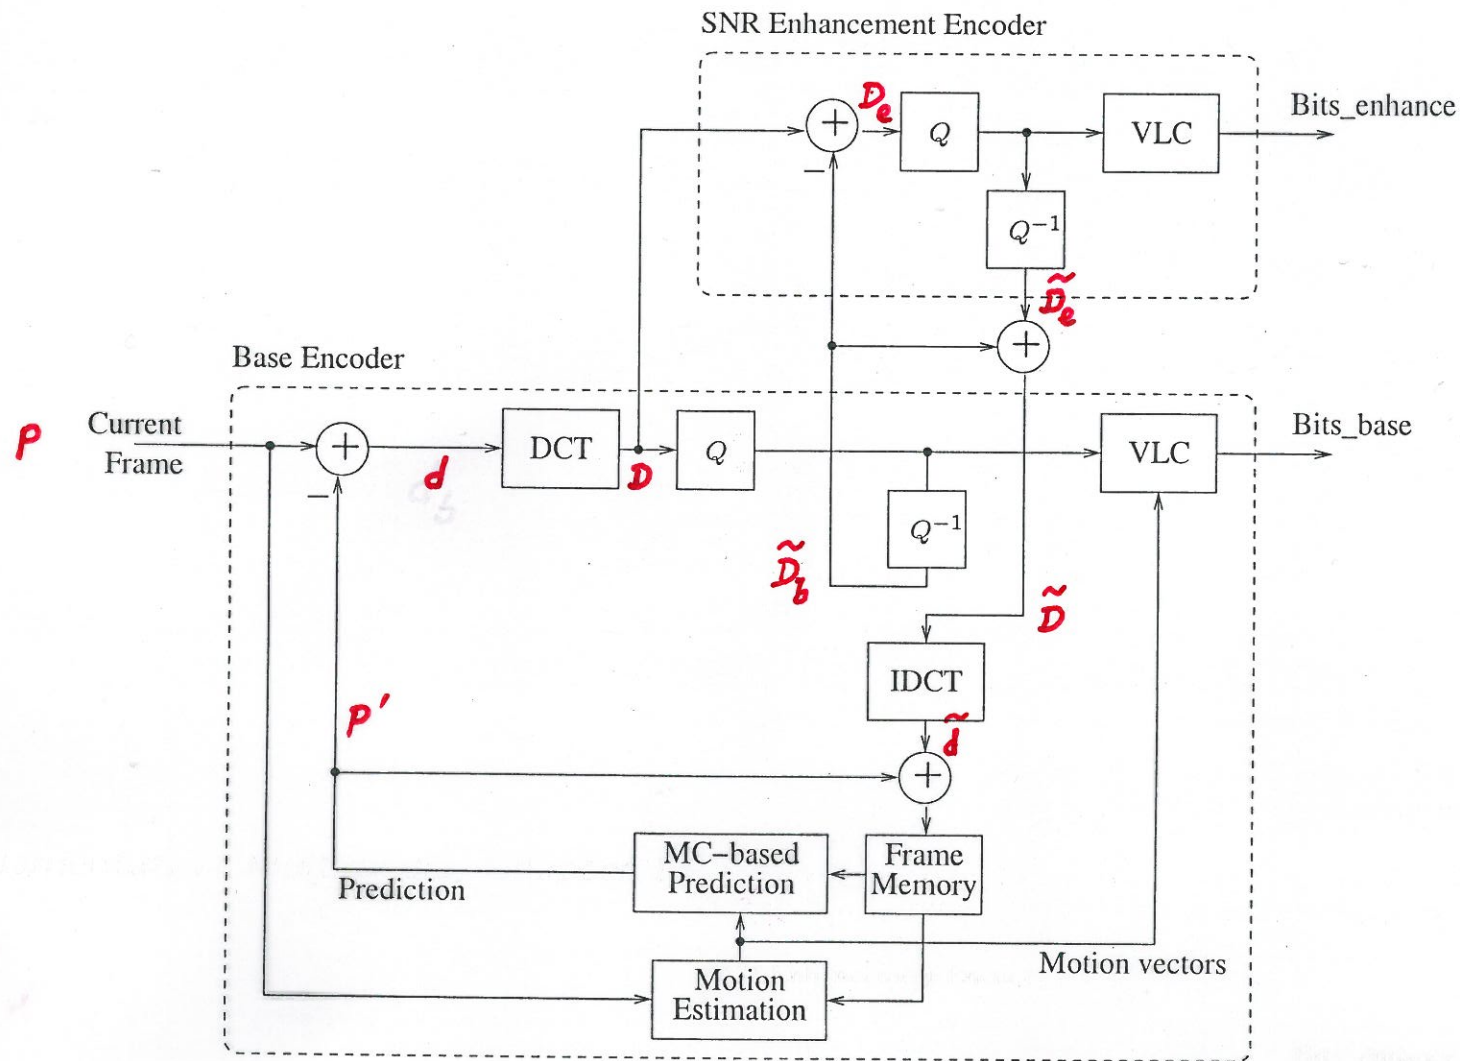 SNR Enhancement Encoder
D_e
Q
VLC
Bits_enhance
+
−
Q⁻¹
D̃_e
+
Base Encoder
P
Current
Frame
+
−
d
DCT
D
Q
VLC
Bits_base
Q⁻¹
D̃_b
D̃
IDCT
P'
d̃
+
MC−based
Prediction
Frame
Memory
Prediction
Motion vectors
Motion
Estimation